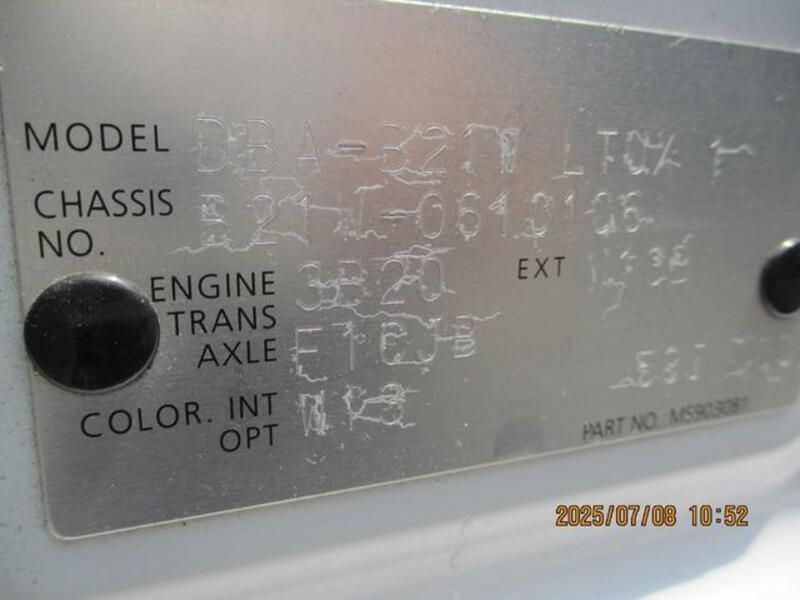 MODEL DBA-B21W LTQX 1
CHASSIS NO. B21W-0610105
ENGINE 3B20 EXT
TRANS AXLE E1CJB
COLOR. INT OPT
PART NO.: MS903081
2025/07/08 10:52